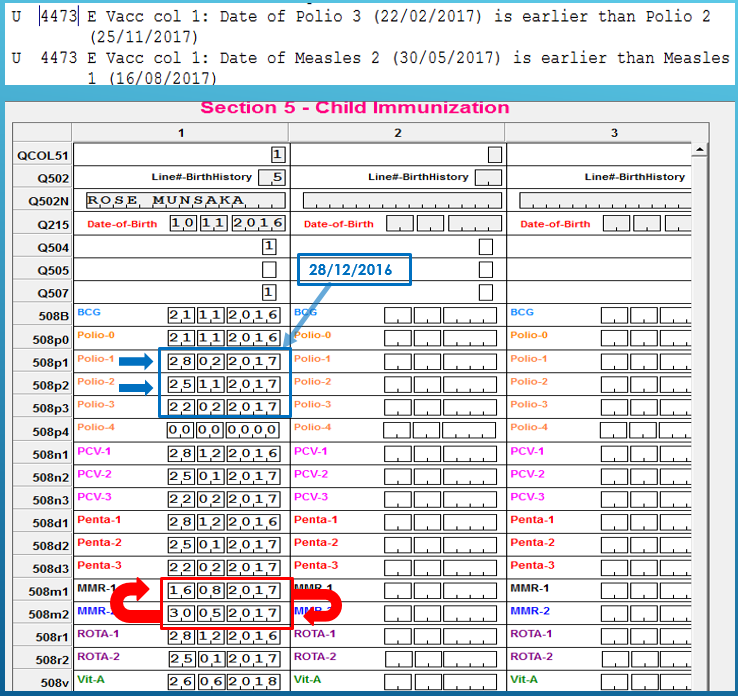 U 4473 E Vacc col 1: Date of Polio 3 (22/02/2017) is earlier than Polio 2
(25/11/2017)
U 4473 E Vacc col 1: Date of Measles 2 (30/05/2017) is earlier than Measles
1 (16/08/2017)
Section 5 - Child Immunization
1 2 3
QCOL51 1
Q502 Line#-BirthHistory 5 Line#-BirthHistory Line#-BirthHistory
Q502N ROSE MUNSAKA
Q215 Date-of-Birth 10 11 2016 Date-of-Birth Date-of-Birth
Q504 1
Q505 28/12/2016
Q507 1
508B BCG 21 11 2016 BCG BCG
508p0 Polio-0 21 11 2016 Polio-0 Polio-0
508p1 Polio-1 28 02 2017 Polio-1 Polio-1
508p2 Polio-2 25 11 2017 Polio-2 Polio-2
508p3 Polio-3 22 02 2017 Polio-3 Polio-3
508p4 Polio-4 00 00 0000 Polio-4 Polio-4
508n1 PCV-1 28 12 2016 PCV-1 PCV-1
508n2 PCV-2 25 01 2017 PCV-2 PCV-2
508n3 PCV-3 22 02 2017 PCV-3 PCV-3
508d1 Penta-1 28 12 2016 Penta-1 Penta-1
508d2 Penta-2 25 01 2017 Penta-2 Penta-2
508d3 Penta-3 22 02 2017 Penta-3 Penta-3
508m1 MMR-1 16 08 2017 MMR-1 MMR-1
508m2 30 05 2017 MMR-2
508r1 ROTA-1 28 12 2016 ROTA-1 ROTA-1
508r2 ROTA-2 25 01 2017 ROTA-2 ROTA-2
508v Vit-A 26 06 2018 Vit-A Vit-A